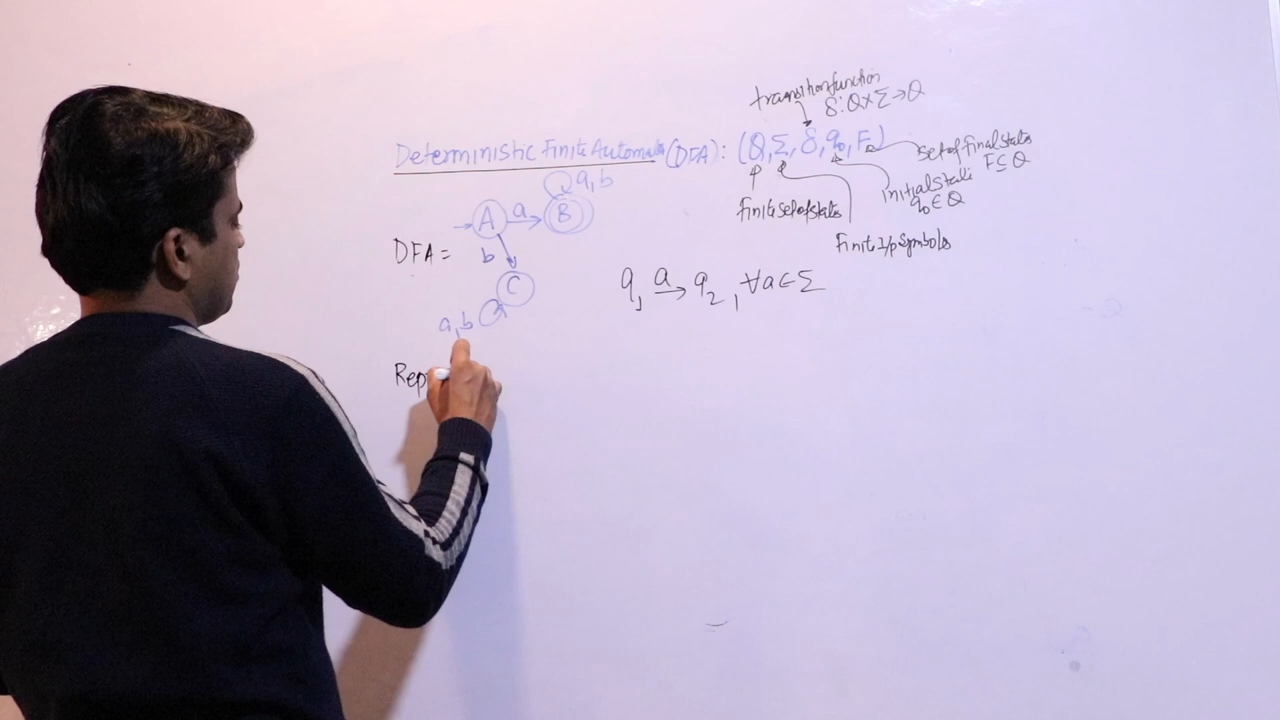 transition function
δ: Q × Σ → Q
Deterministic Finite Automata (DFA): (Q, Σ, δ, q₀, F)
set of final states
F ⊆ Q
initial state
q₀ ∈ Q
finite set of states
finite i/p symbols
DFA =
A
a
B
a,b
b
C
a,b
q₁ a→ q₂, ∀a∈Σ
Rep